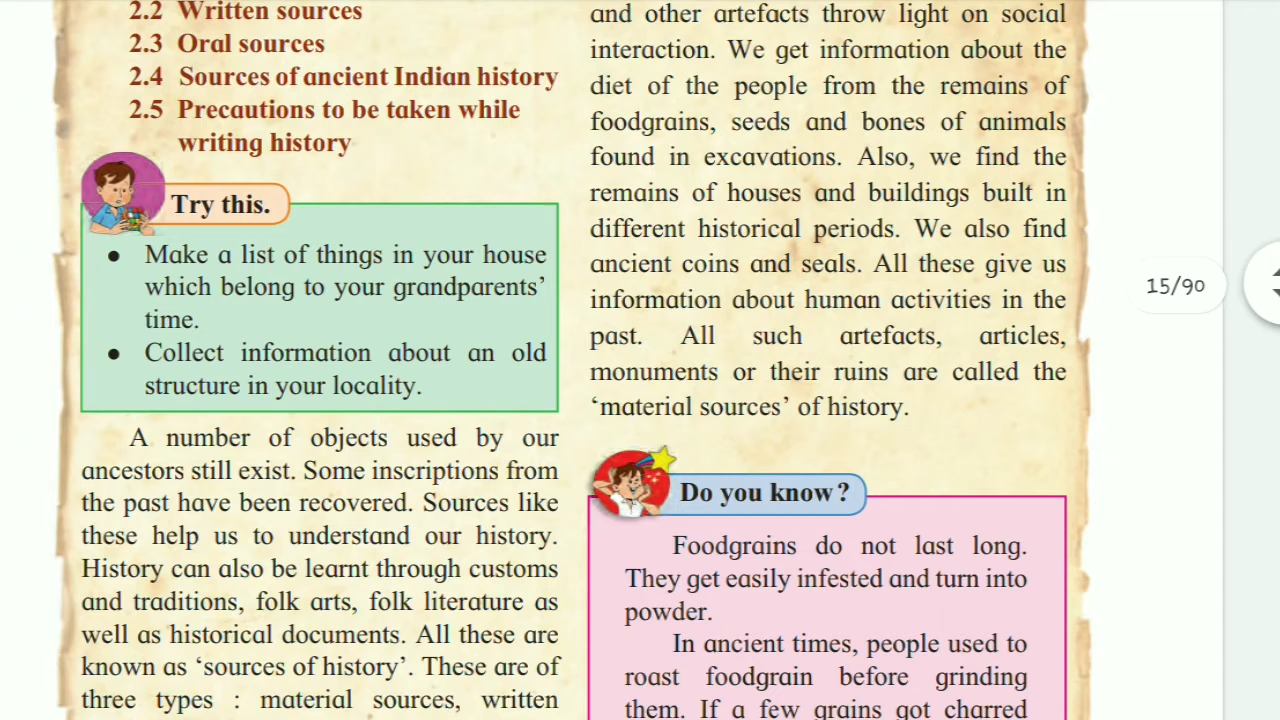 2.2 Written sources
2.3 Oral sources
2.4 Sources of ancient Indian history
2.5 Precautions to be taken while
writing history
Try this.
● Make a list of things in your house
which belong to your grandparents’
time.
● Collect information about an old
structure in your locality.
A number of objects used by our
ancestors still exist. Some inscriptions from
the past have been recovered. Sources like
these help us to understand our history.
History can also be learnt through customs
and traditions, folk arts, folk literature as
well as historical documents. All these are
known as ‘sources of history’. These are of
three types : material sources, written
and other artefacts throw light on social
interaction. We get information about the
diet of the people from the remains of
foodgrains, seeds and bones of animals
found in excavations. Also, we find the
remains of houses and buildings built in
different historical periods. We also find
ancient coins and seals. All these give us
information about human activities in the
past. All such artefacts, articles,
monuments or their ruins are called the
‘material sources’ of history.
Do you know ?
Foodgrains do not last long.
They get easily infested and turn into
powder.
In ancient times, people used to
roast foodgrain before grinding
them. If a few grains got charred
15/90